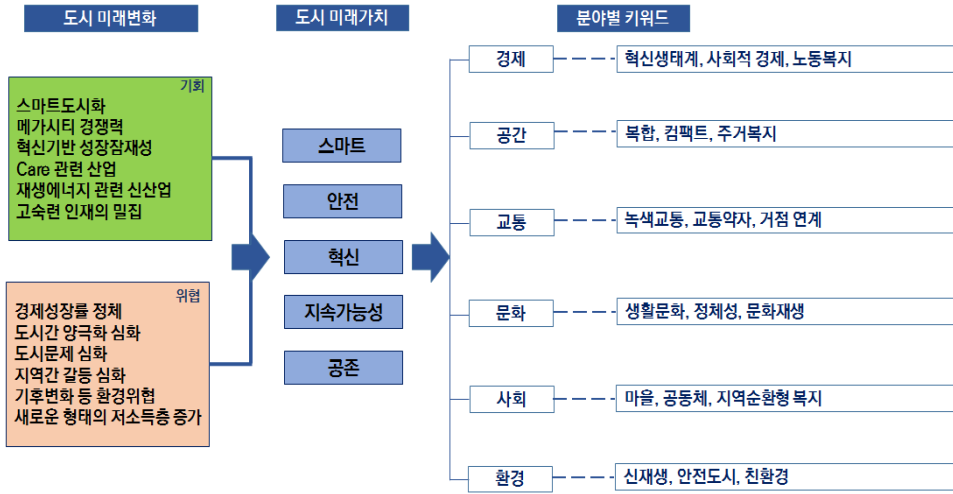 도시 미래변화
도시 미래가치
분야별 키워드
기회
스마트도시화
메가시티 경쟁력
혁신기반 성장잠재성
Care 관련 산업
재생에너지 관련 신산업
고숙련 인재의 밀집
위협
경제성장률 정체
도시간 양극화 심화
도시문제 심화
지역간 갈등 심화
기후변화 등 환경위협
새로운 형태의 저소득층 증가
스마트
안전
혁신
지속가능성
공존
경제
혁신생태계, 사회적 경제, 노동복지
공간
복합, 컴팩트, 주거복지
교통
녹색교통, 교통약자, 거점 연계
문화
생활문화, 정체성, 문화재생
사회
마을, 공동체, 지역순환형 복지
환경
신재생, 안전도시, 친환경